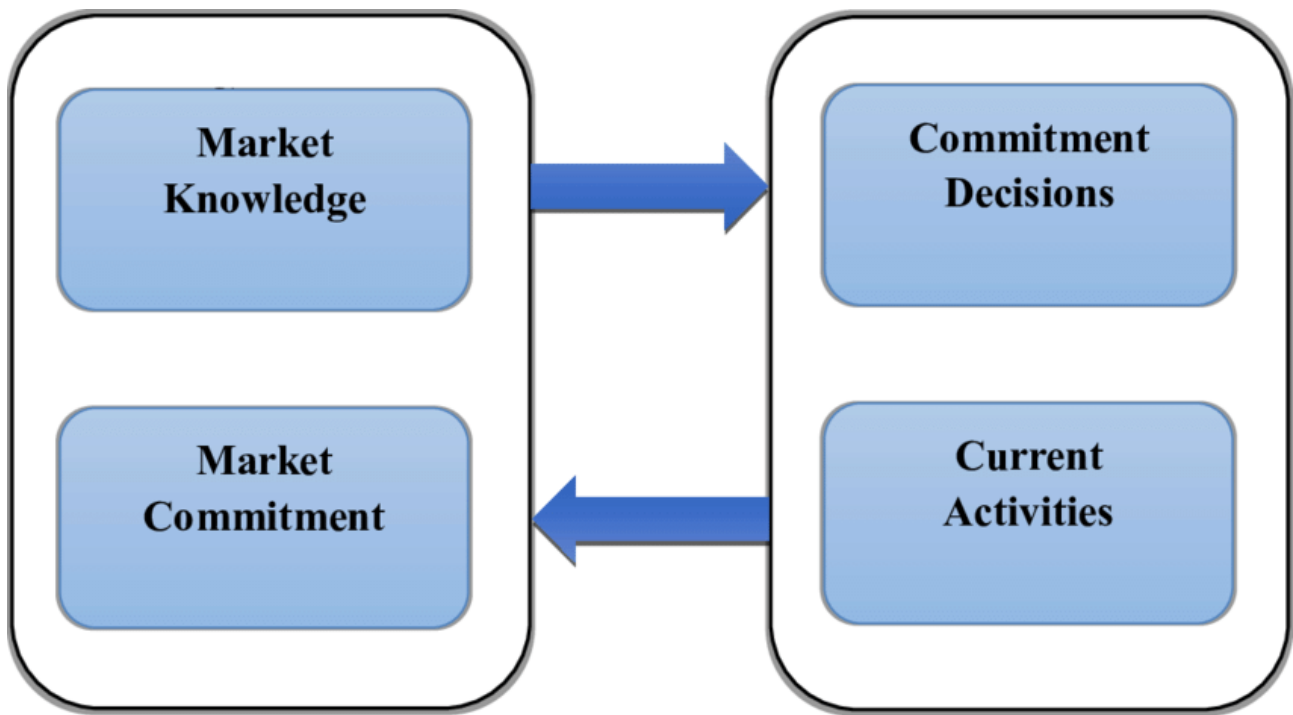 Market
Knowledge
Commitment
Decisions
Market
Commitment
Current
Activities